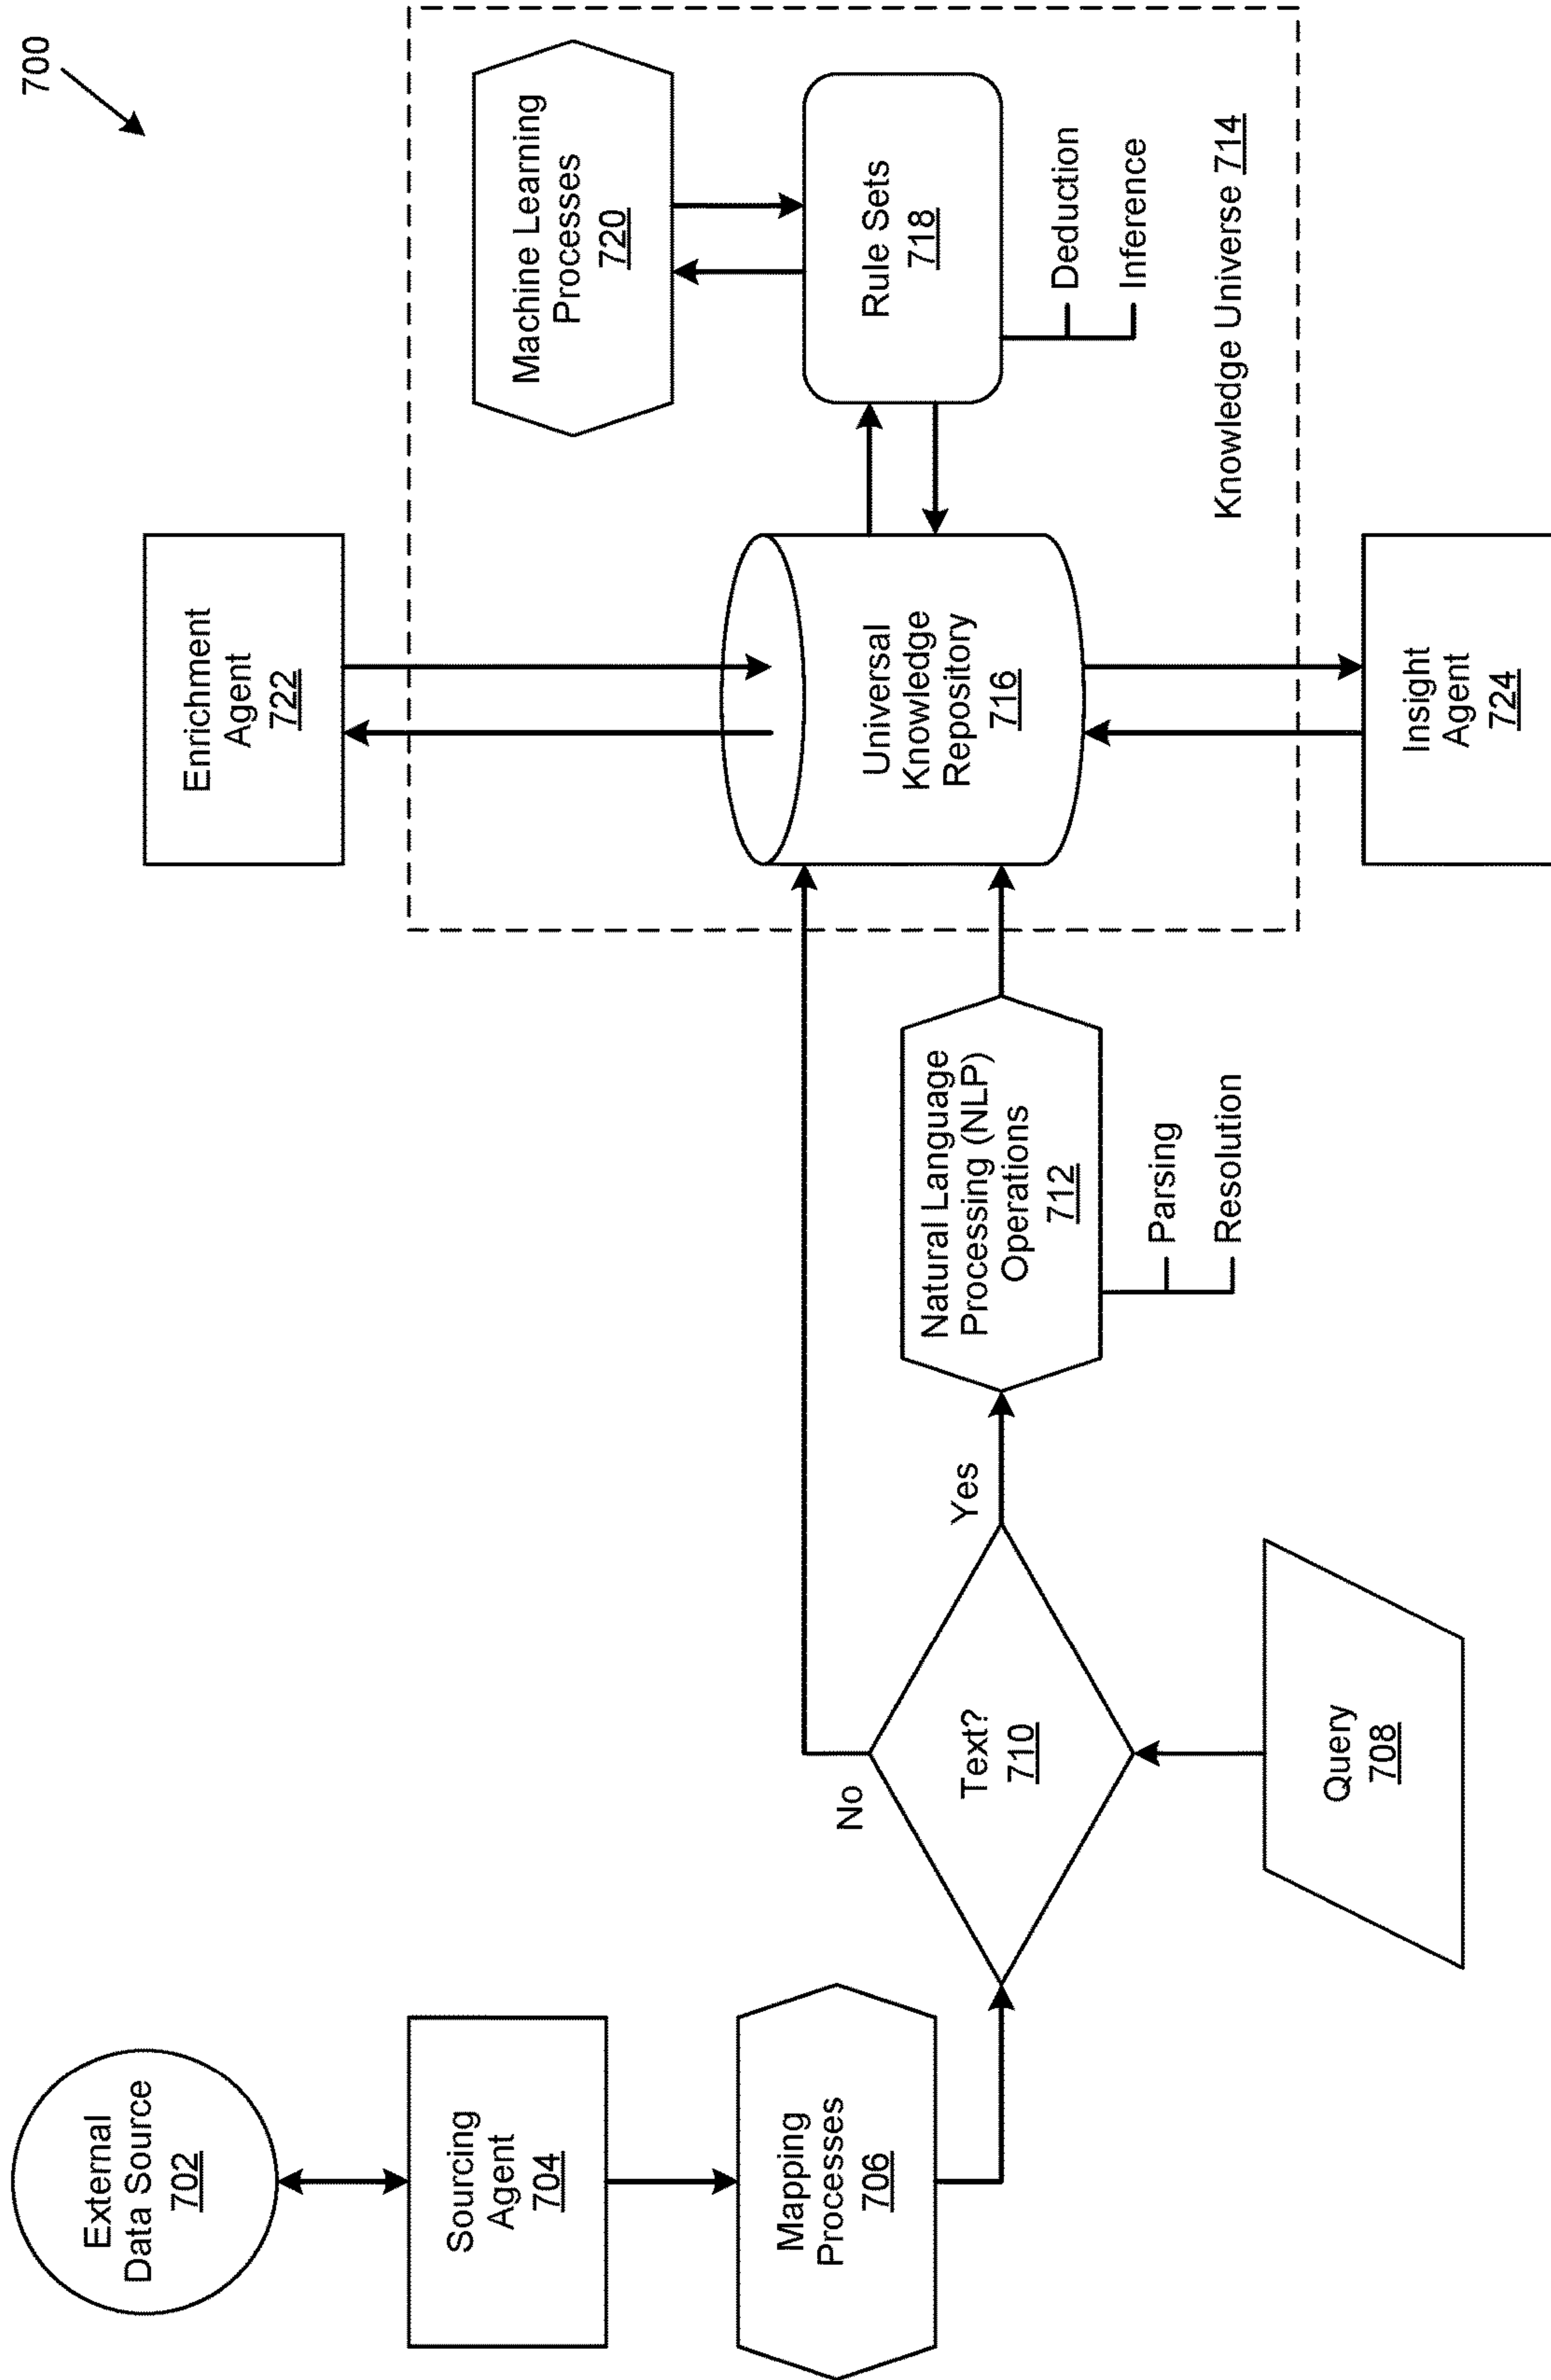 700
External
Data Source
702
Sourcing
Agent
704
Mapping
Processes
706
No
Text?
710
Yes
Query
708
Natural Language
Processing (NLP)
Operations
712
Parsing
Resolution
Enrichment
Agent
722
Universal
Knowledge
Repository
716
Insight
Agent
724
Machine Learning
Processes
720
Rule Sets
718
Deduction
Inference
Knowledge Universe 714